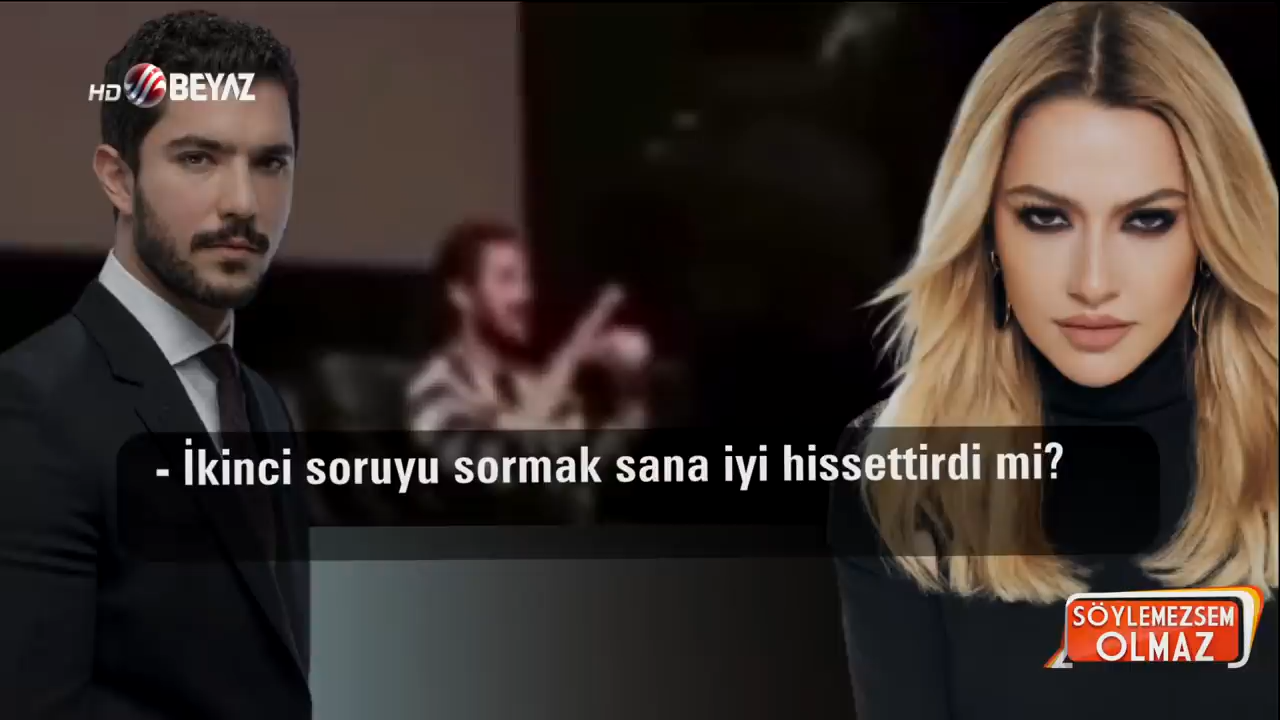 HD BEYAZ
- İkinci soruyu sormak sana iyi hissettirdi mi?
SÖYLEMEZSEM
OLMAZ